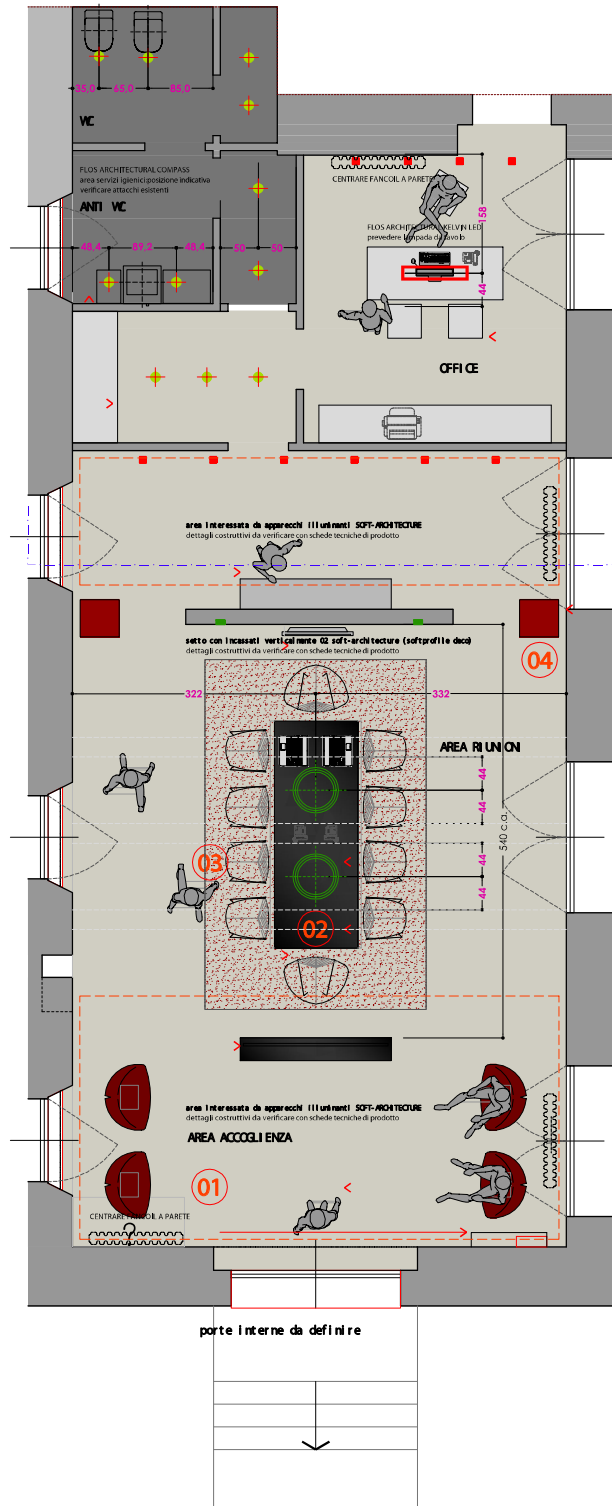 35,0 65,0 85,0
WC
FLOS ARCHITECTURAL COMPASS
area servizi igienici:posizione indicativa
verificare attacchi esistenti
ANTI WC
48,4 89,2 48,4 50 50
CENTRARE FANCOIL A PARETE
158
FLOS ARCHITECTURAL KELVIN LED
prevedere lampada da tavolo
44
OFFICE
area interessata da apparecchi illuminanti SOFT-ARCHITECTURE
dettagli costruttivi da verificare con schede tecniche di prodotto
setto con incassati verticalmente 02 soft-architecture (softprofile deco)
dettagli costruttivi da verificare con schede tecniche di prodotto
04
322 332
AREA RIUNIONI
44
44
540 c.a.
03
44
44
02
area interessata da apparecchi illuminanti SOFT-ARCHITECTURE
dettagli costruttivi da verificare con schede tecniche di prodotto
AREA ACCOGLIENZA
01
CENTRARE FANCOIL A PARETE
porte interne da definire